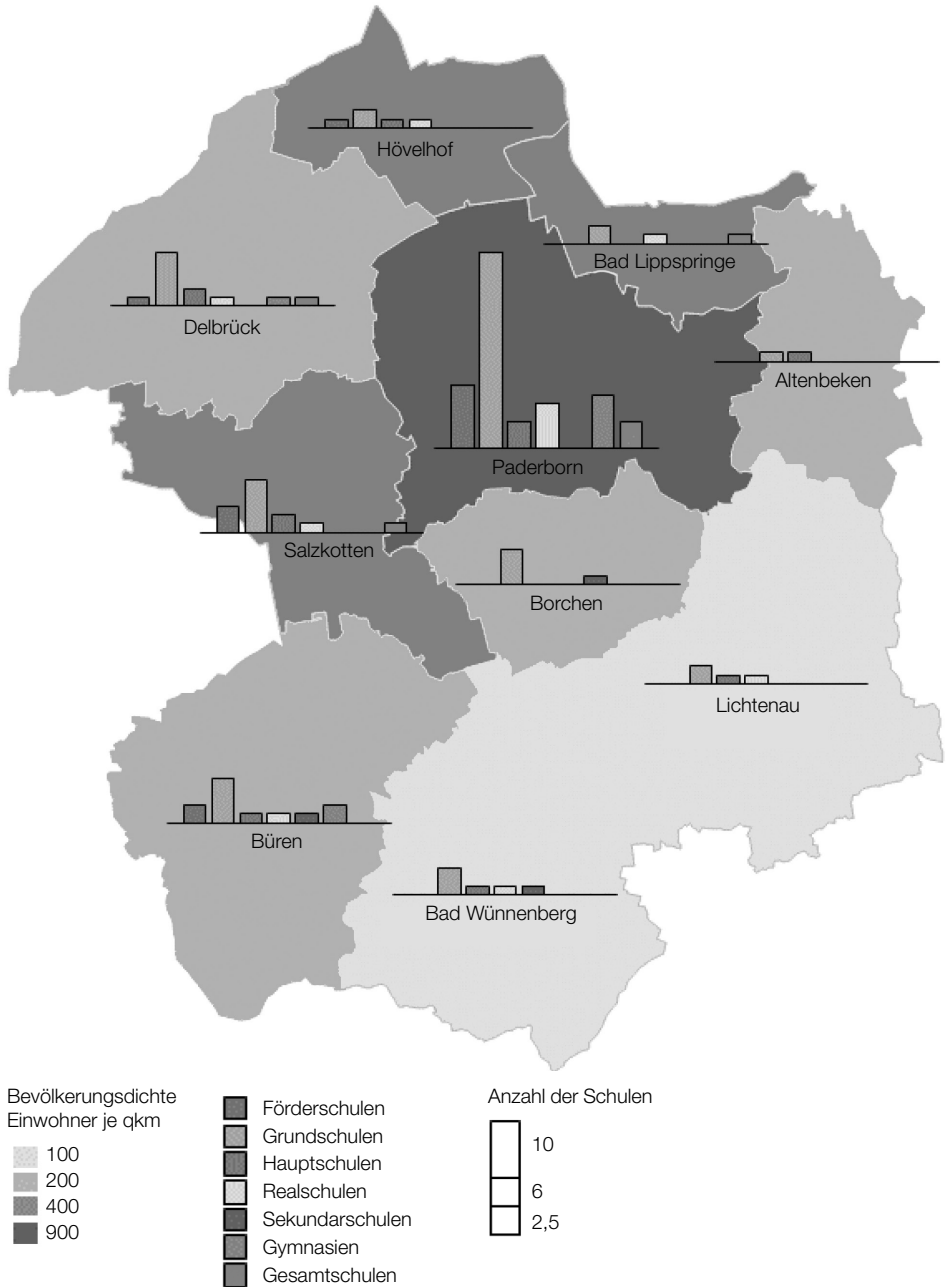 Hövelhof
Bad Lippspringe
Delbrück
Altenbeken
Paderborn
Salzkotten
Borchen
Lichtenau
Büren
Bad Wünnenberg
Bevölkerungsdichte
Einwohner je qkm
100
200
400
900
Förderschulen
Grundschulen
Hauptschulen
Realschulen
Sekundarschulen
Gymnasien
Gesamtschulen
Anzahl der Schulen
10
6
2,5